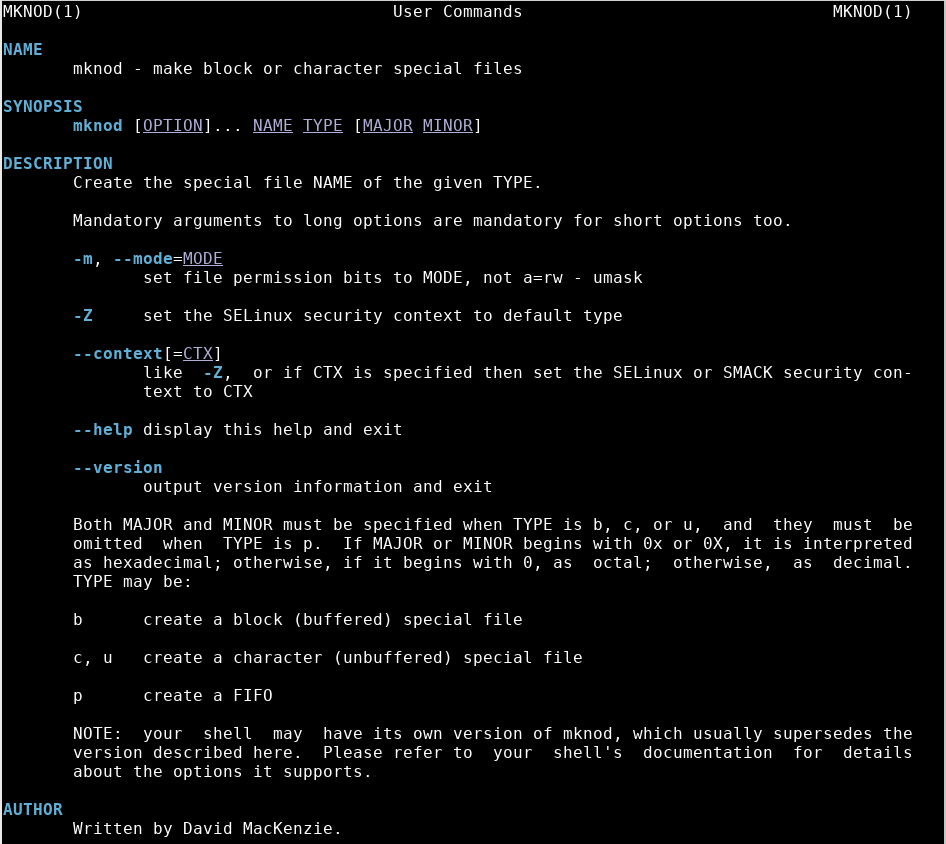 MKNOD(1)                               User Commands                               MKNOD(1)
NAME
       mknod - make block or character special files
SYNOPSIS
       mknod [OPTION]... NAME TYPE [MAJOR MINOR]
DESCRIPTION
       Create the special file NAME of the given TYPE.
       Mandatory arguments to long options are mandatory for short options too.
       -m, --mode=MODE
              set file permission bits to MODE, not a=rw - umask
       -Z     set the SELinux security context to default type
       --context[=CTX]
              like  -Z,  or if CTX is specified then set the SELinux or SMACK security con-
              text to CTX
       --help display this help and exit
       --version
              output version information and exit
       Both MAJOR and MINOR must be specified when TYPE is b, c, or u,  and  they  must  be
       omitted  when  TYPE is p.  If MAJOR or MINOR begins with 0x or 0X, it is interpreted
       as hexadecimal; otherwise, if it begins with 0, as  octal;  otherwise,  as  decimal.
       TYPE may be:
       b      create a block (buffered) special file
       c, u   create a character (unbuffered) special file
       p      create a FIFO
       NOTE:  your  shell  may  have its own version of mknod, which usually supersedes the
       version described here.  Please refer to  your  shell's  documentation  for  details
       about the options it supports.
AUTHOR
       Written by David MacKenzie.